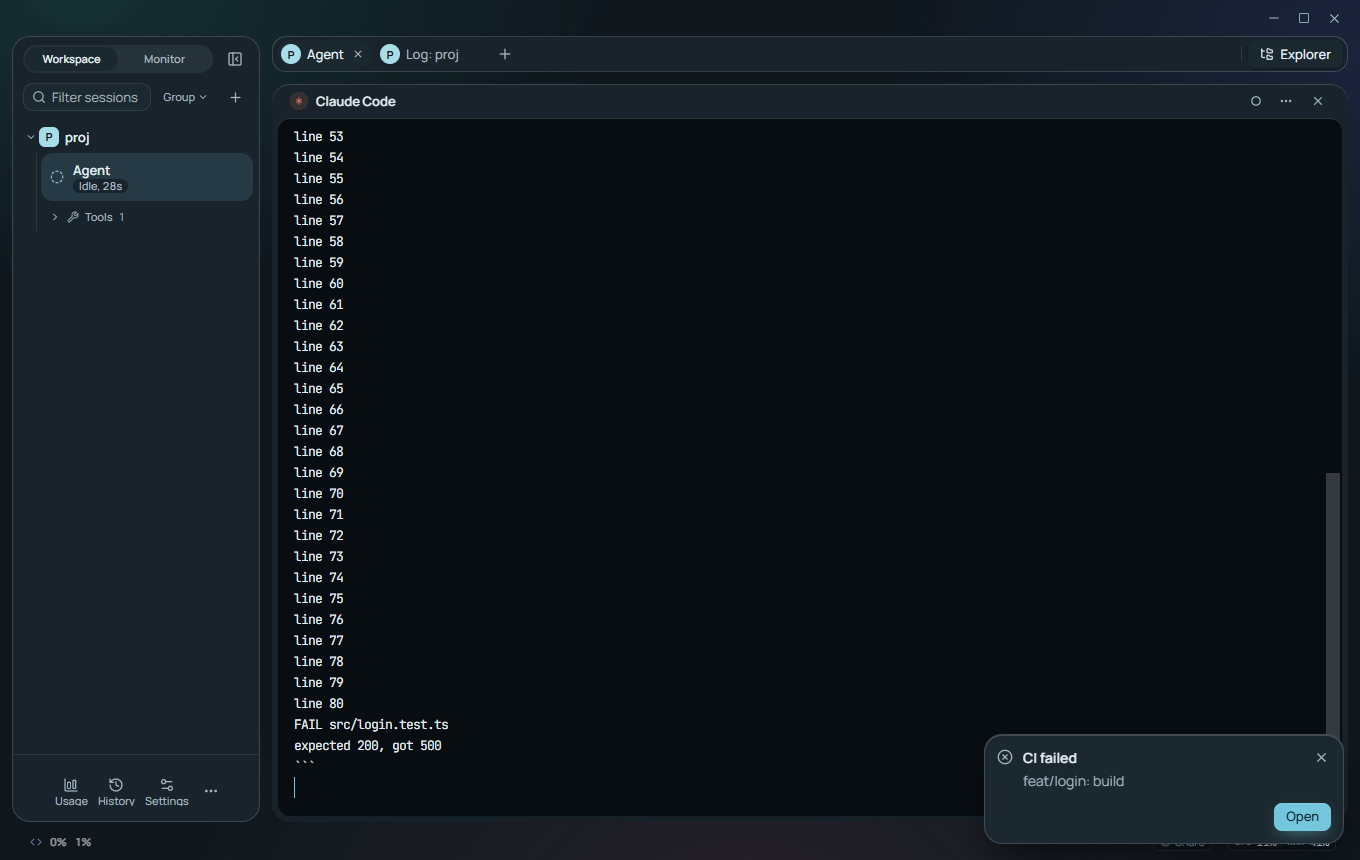 Workspace
Monitor
Filter sessions
Group
P proj
Agent
Idle, 28s
Tools 1
Usage
History
Settings
0% 1%
P Agent
P Log: proj
Explorer
Claude Code
line 53
line 54
line 55
line 56
line 57
line 58
line 59
line 60
line 61
line 62
line 63
line 64
line 65
line 66
line 67
line 68
line 69
line 70
line 71
line 72
line 73
line 74
line 75
line 76
line 77
line 78
line 79
line 80
FAIL src/login.test.ts
expected 200, got 500
```
CI failed
feat/login: build
Open